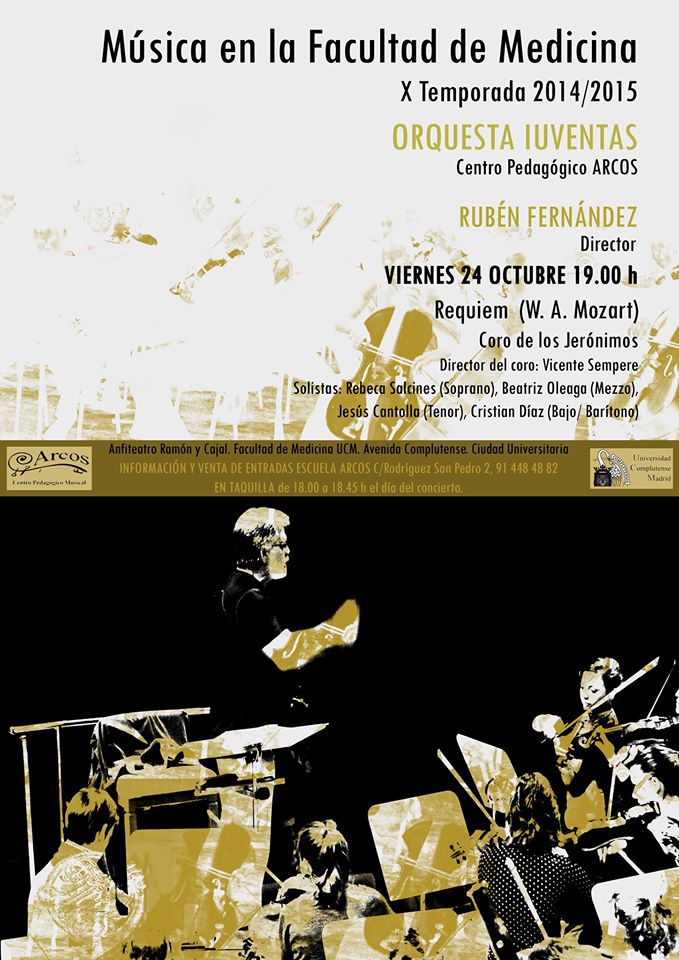 Música en la Facultad de Medicina
X Temporada 2014/2015
ORQUESTA IUVENTAS
Centro Pedagógico ARCOS
RUBÉN FERNÁNDEZ
Director
VIERNES 24 OCTUBRE 19.00 h
Requiem (W. A. Mozart)
Coro de los Jerónimos
Director del coro: Vicente Sempere
Solistas: Rebeca Salcines (Soprano), Beatriz Oleaga (Mezzo),
Jesús Cantolla (Tenor), Cristian Díaz (Bajo/ Barítono)
Arcos
Centro Pedagógico Musical
Anfiteatro Ramón y Cajal. Facultad de Medicina UCM. Avenida Complutense. Ciudad Universitaria
INFORMACIÓN Y VENTA DE ENTRADAS ESCUELA ARCOS C/Rodríguez San Pedro 2, 91 448 48 82
EN TAQUILLA de 18.00 a 18.45 h el día del concierto.
Universidad
Complutense
Madrid